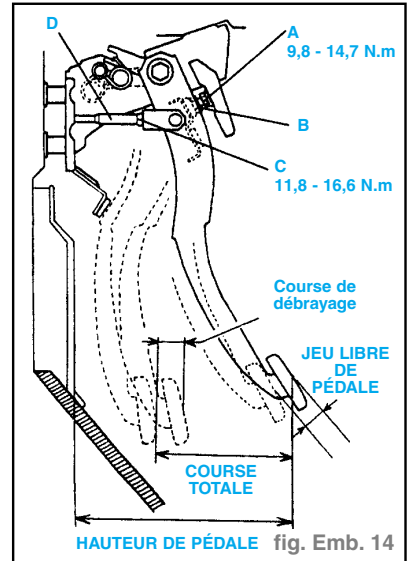 D
A
9,8 - 14,7 N.m
B
C
11,8 - 16,6 N.m
Course de
débrayage
JEU LIBRE
DE
PÉDALE
COURSE
TOTALE
HAUTEUR DE PÉDALE
fig. Emb. 14